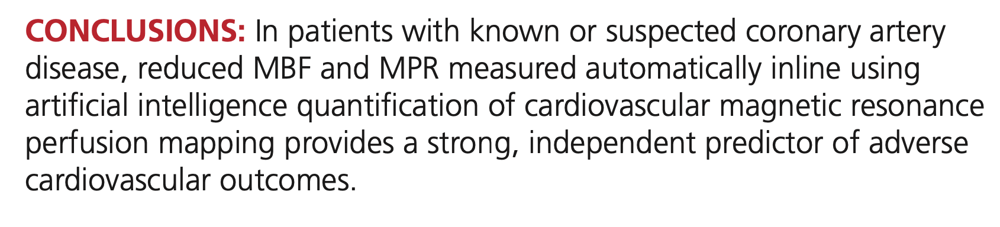 CONCLUSIONS: In patients with known or suspected coronary artery
disease, reduced MBF and MPR measured automatically inline using
artificial intelligence quantification of cardiovascular magnetic resonance
perfusion mapping provides a strong, independent predictor of adverse
cardiovascular outcomes.